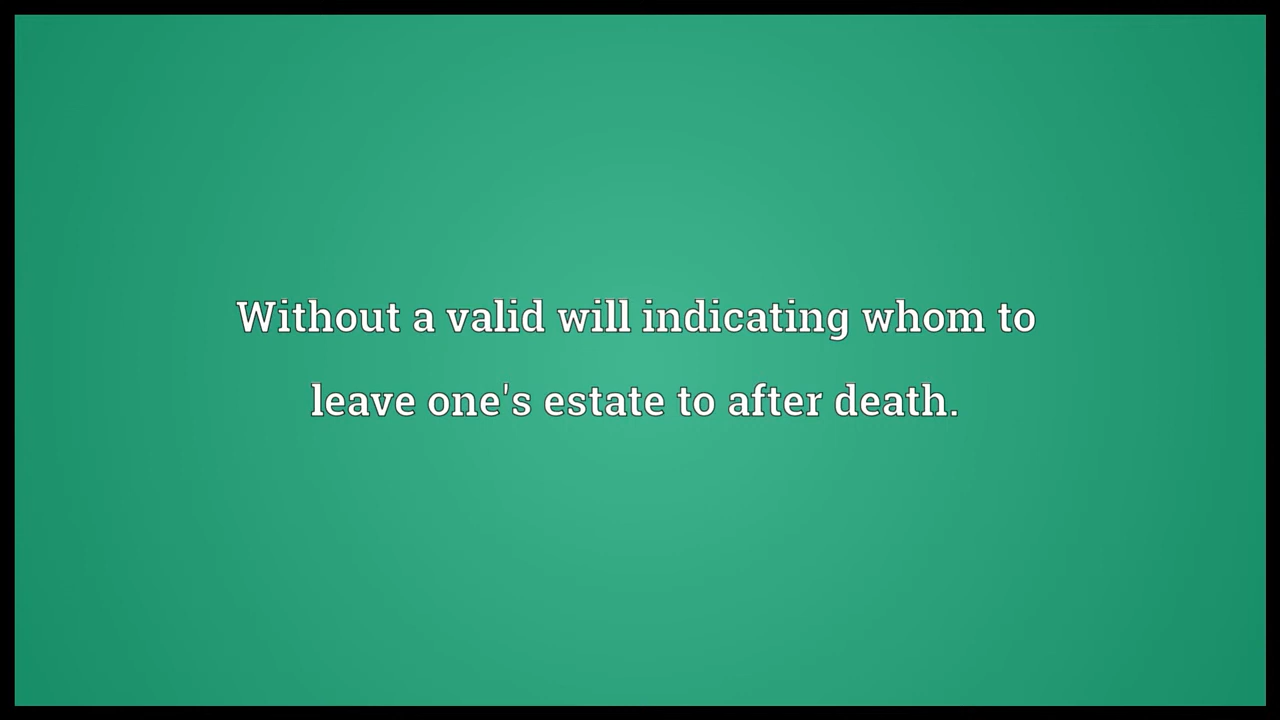 Without a valid will indicating whom to
leave one's estate to after death.